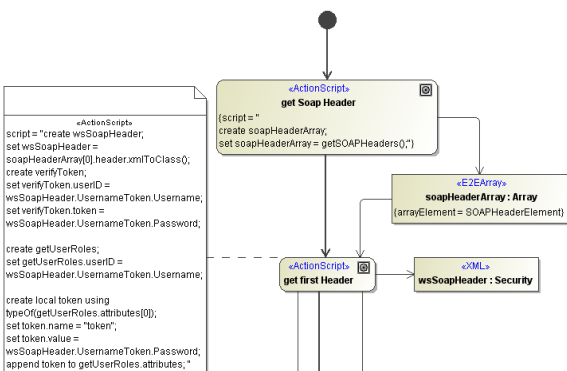 «ActionScript»
get Soap Header
{script = "
create soapHeaderArray;
set soapHeaderArray = getSOAPHeaders();"}
«ActionScript»
script = "create wsSoapHeader;
set wsSoapHeader =
soapHeaderArray[0].header.xmlToClass();
create verifyToken;
set verifyToken.userID =
wsSoapHeader.UsernameToken.Username;
set verifyToken.token =
wsSoapHeader.UsernameToken.Password;
create getUserRoles;
set getUserRoles.userID =
wsSoapHeader.UsernameToken.Username;
create local token using
typeOf(getUserRoles.attributes[0]);
set token.name = "token";
set token.value =
wsSoapHeader.UsernameToken.Password;
append token to getUserRoles.attributes; "
«E2EArray»
soapHeaderArray : Array
{arrayElement = SOAPHeaderElement}
«ActionScript»
get first Header
«XML»
wsSoapHeader : Security